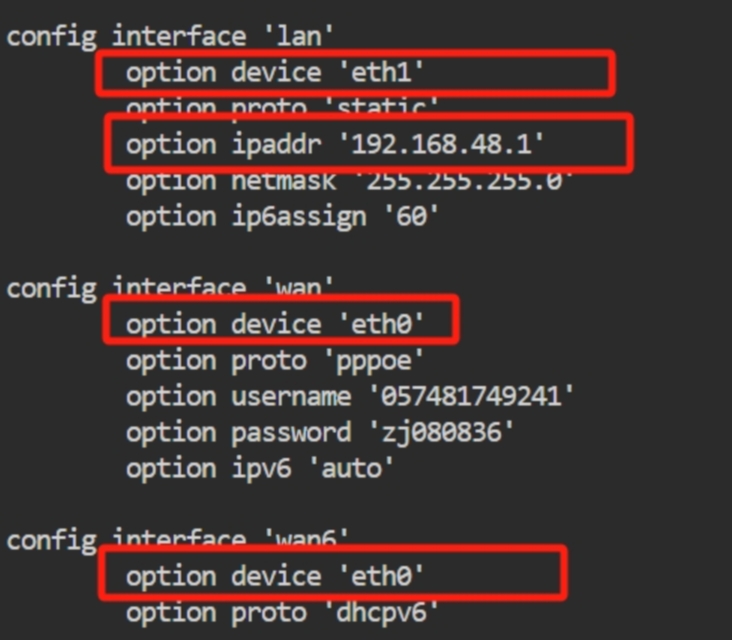 config interface 'lan'
option device 'eth1'
option proto 'static'
option ipaddr '192.168.48.1'
option netmask '255.255.255.0'
option ip6assign '60'
config interface 'wan'
option device 'eth0'
option proto 'pppoe'
option username '057481749241'
option password 'zj080836'
option ipv6 'auto'
config interface 'wan6'
option device 'eth0'
option proto 'dhcpv6'